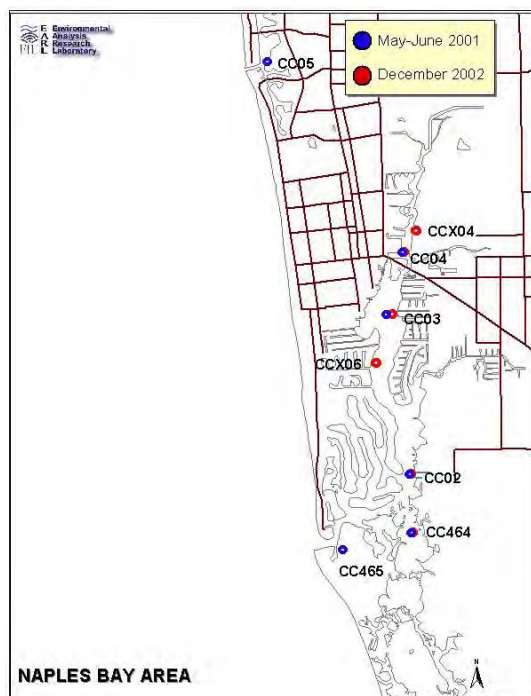 E Environmental
A Analysis
R Research
L Laboratory
FIU
May-June 2001
December 2002
CC05
CCX04
CC04
CC03
CCX06
CC02
CC464
CC465
N
NAPLES BAY AREA